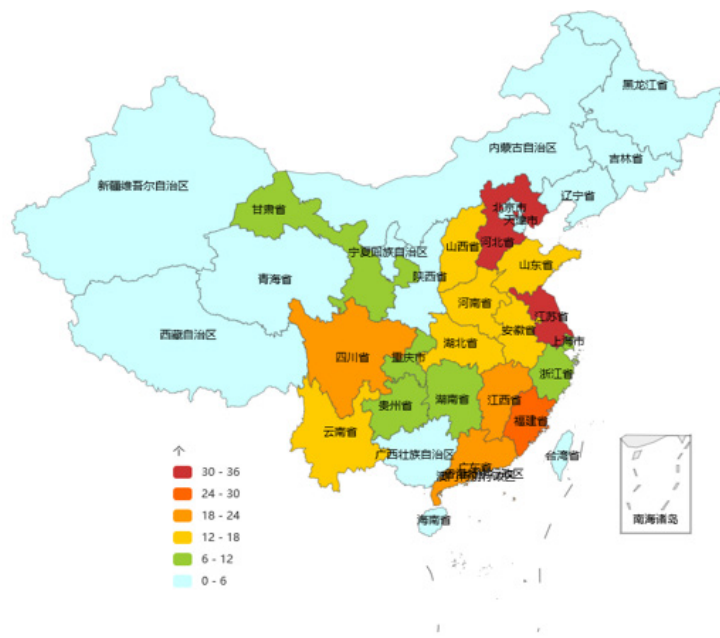 黑龙江省
内蒙古自治区
吉林省
新疆维吾尔自治区
辽宁省
北京市
天津市
甘肃省
河北省
宁夏回族自治区
山西省
山东省
陕西省
青海省
河南省
江苏省
西藏自治区
安徽省
上海市
湖北省
四川省
重庆市
浙江省
湖南省
江西省
贵州省
福建省
云南省
广西壮族自治区
台湾省
广东省
海南省
南海诸岛
个
30 - 36
24 - 30
18 - 24
12 - 18
6 - 12
0 - 6